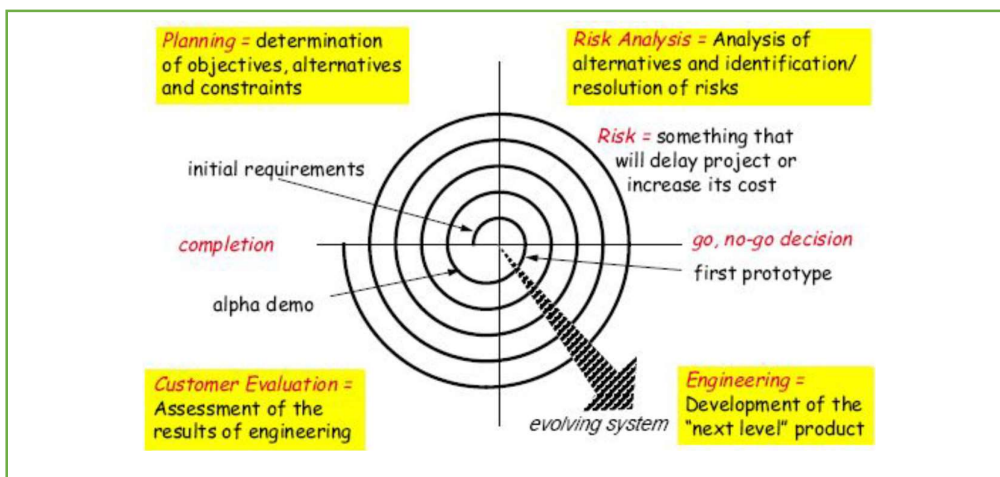 Planning = determination
of objectives, alternatives
and constraints
Risk Analysis = Analysis of
alternatives and identification/
resolution of risks
Risk = something that
will delay project or
increase its cost
initial requirements
completion
go, no-go decision
first prototype
alpha demo
Customer Evaluation =
Assessment of the
results of engineering
evolving system
Engineering =
Development of the
"next level" product